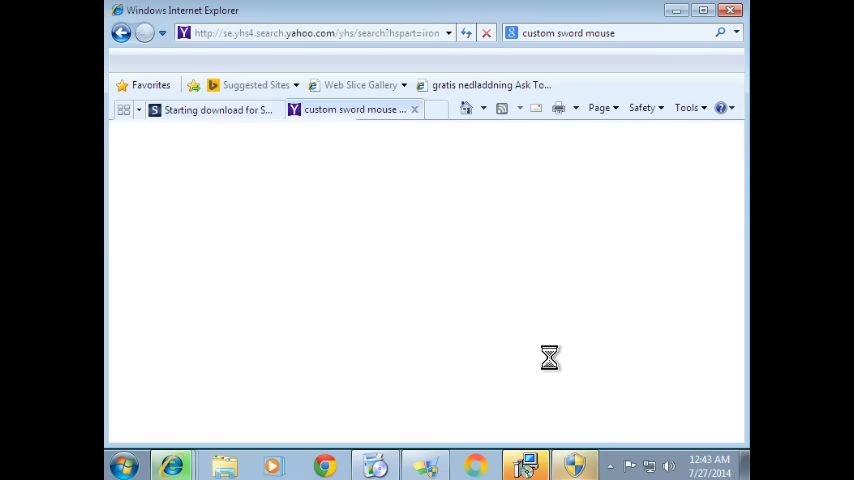 Windows Internet Explorer
http://se.yhs4.search.yahoo.com/yhs/search?hspart=iron
custom sword mouse
Favorites Suggested Sites Web Slice Gallery gratis nedladdning Ask To...
Starting download for S... custom sword mouse ... Page Safety Tools
12:43 AM
7/27/2014